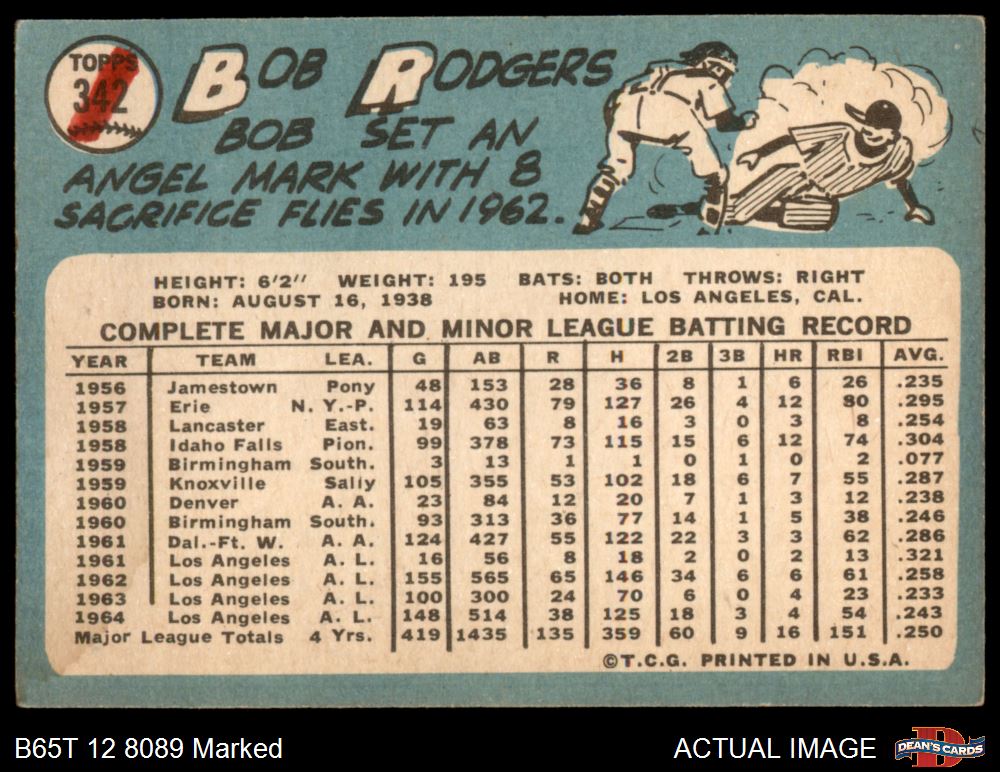 TOPPS
342
BOB RODGERS
BOB SET AN
ANGEL MARK WITH 8
SACRIFICE FLIES IN 1962.
HEIGHT: 6'2" WEIGHT: 195 BATS: BOTH THROWS: RIGHT
BORN: AUGUST 16, 1938 HOME: LOS ANGELES, CAL.
COMPLETE MAJOR AND MINOR LEAGUE BATTING RECORD
YEAR TEAM LEA. G AB R H 2B 3B HR RBI AVG.
1956 Jamestown Pony 48 153 28 36 8 1 6 26 .235
1957 Erie N. Y.-P. 114 430 79 127 26 4 12 80 .295
1958 Lancaster East. 19 63 8 16 3 0 3 8 .254
1958 Idaho Falls Pion. 99 378 73 115 15 6 12 74 .304
1959 Birmingham South. 3 13 1 1 0 1 0 2 .077
1959 Knoxville Sally 105 355 53 102 18 6 7 55 .287
1960 Denver A. A. 23 84 12 20 7 1 3 12 .238
1960 Birmingham South. 93 313 36 77 14 1 5 38 .246
1961 Dal.-Ft. W. A. A. 124 427 55 122 22 3 3 62 .286
1961 Los Angeles A. L. 16 56 8 18 2 0 2 13 .321
1962 Los Angeles A. L. 155 565 65 146 34 6 6 61 .258
1963 Los Angeles A. L. 100 300 24 70 6 0 4 23 .233
1964 Los Angeles A. L. 148 514 38 125 18 3 4 54 .243
Major League Totals 4 Yrs. 419 1435 135 359 60 9 16 151 .250
©T.C.G. PRINTED IN U.S.A.
B65T 12 8089 Marked ACTUAL IMAGE DEAN'S CARDS